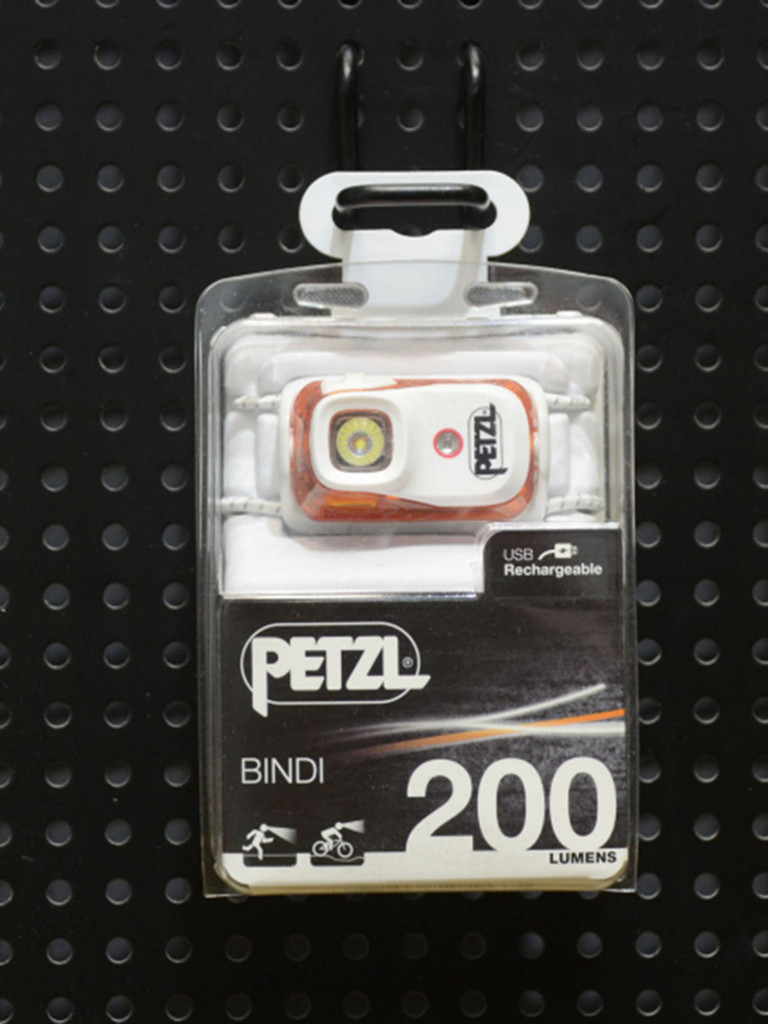 PETZL
USB
Rechargeable
PETZL®
BINDI
200
LUMENS